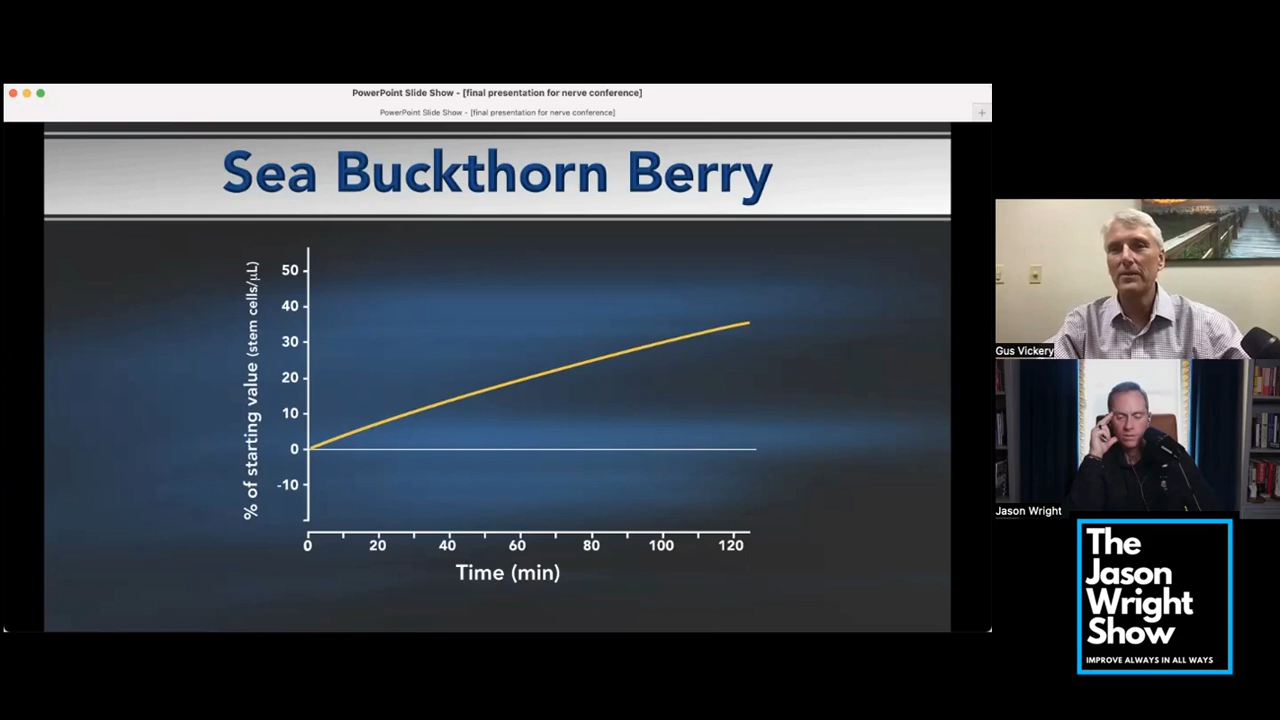 PowerPoint Slide Show - [final presentation for nerve conference]
PowerPoint Slide Show - [final presentation for nerve conference]
+
Sea Buckthorn Berry
% of starting value (stem cells/µL)
50
40
30
20
10
0
-10
0 20 40 60 80 100 120
Time (min)
Gus Vickery
Jason Wright
The
Jason
Wright
Show
IMPROVE ALWAYS IN ALL WAYS